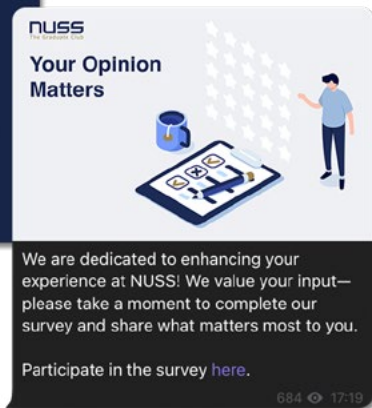 NUSS
The Graduate Club
Your Opinion
Matters
We are dedicated to enhancing your
experience at NUSS! We value your input—
please take a moment to complete our
survey and share what matters most to you.
Participate in the survey here.
684 17:19